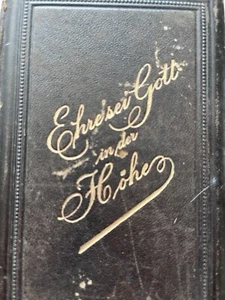 Ehre sei Gott
in der
Höhe